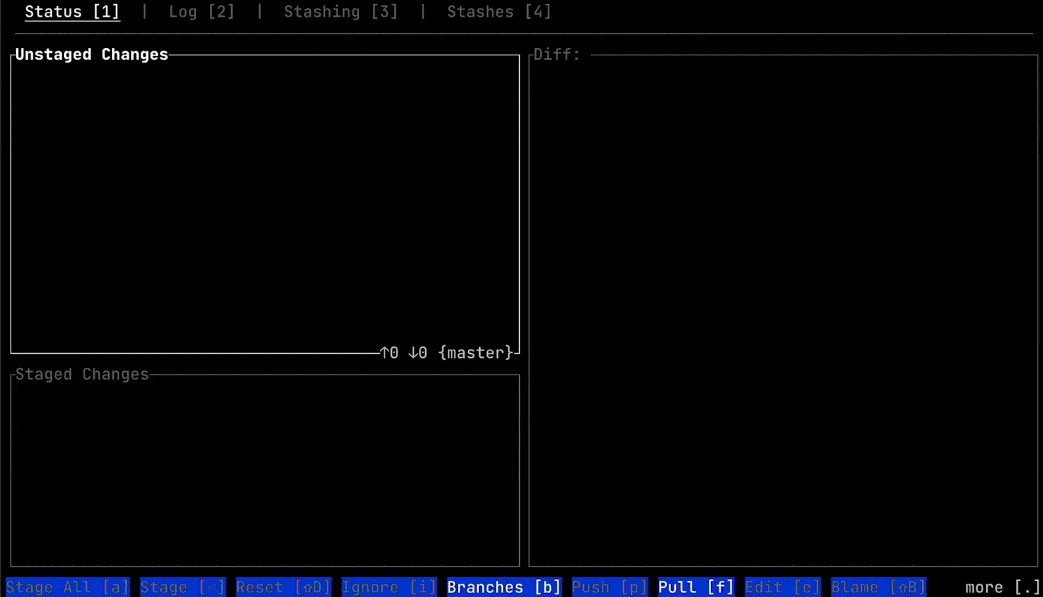 Status [1] | Log [2] | Stashing [3] | Stashes [4]
Unstaged Changes
Diff:
↑0 ↓0 {master}
Staged Changes
Stage All [a] Stage [⏎] Reset [⇧D] Ignore [i] Branches [b] Push [p] Pull [f] Edit [e] Blame [⇧B] more [.]